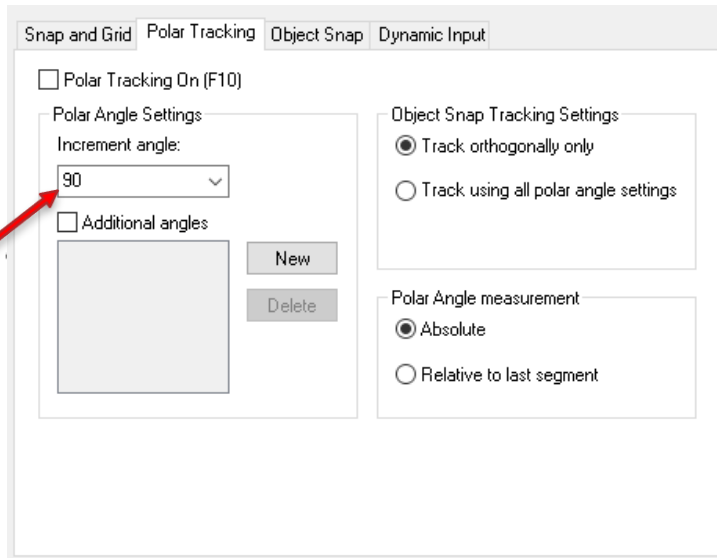 Snap and Grid Polar Tracking Object Snap Dynamic Input
Polar Tracking On (F10)
Polar Angle Settings
Increment angle:
90
Additional angles
New
Delete
Object Snap Tracking Settings
Track orthogonally only
Track using all polar angle settings
Polar Angle measurement
Absolute
Relative to last segment